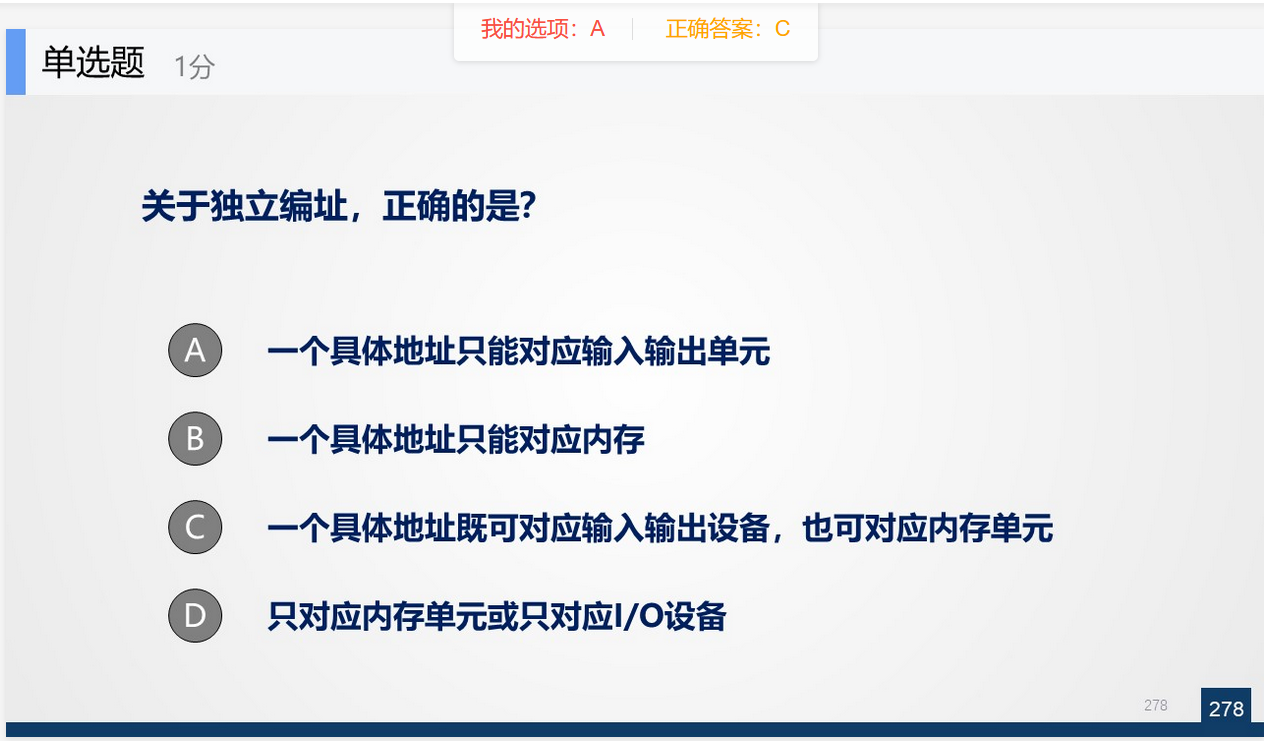 我的选项：A 正确答案：C
单选题 1分
关于独立编址，正确的是？
A 一个具体地址只能对应输入输出单元
B 一个具体地址只能对应内存
C 一个具体地址既可对应输入输出设备，也可对应内存单元
D 只对应内存单元或只对应I/O设备
278 278